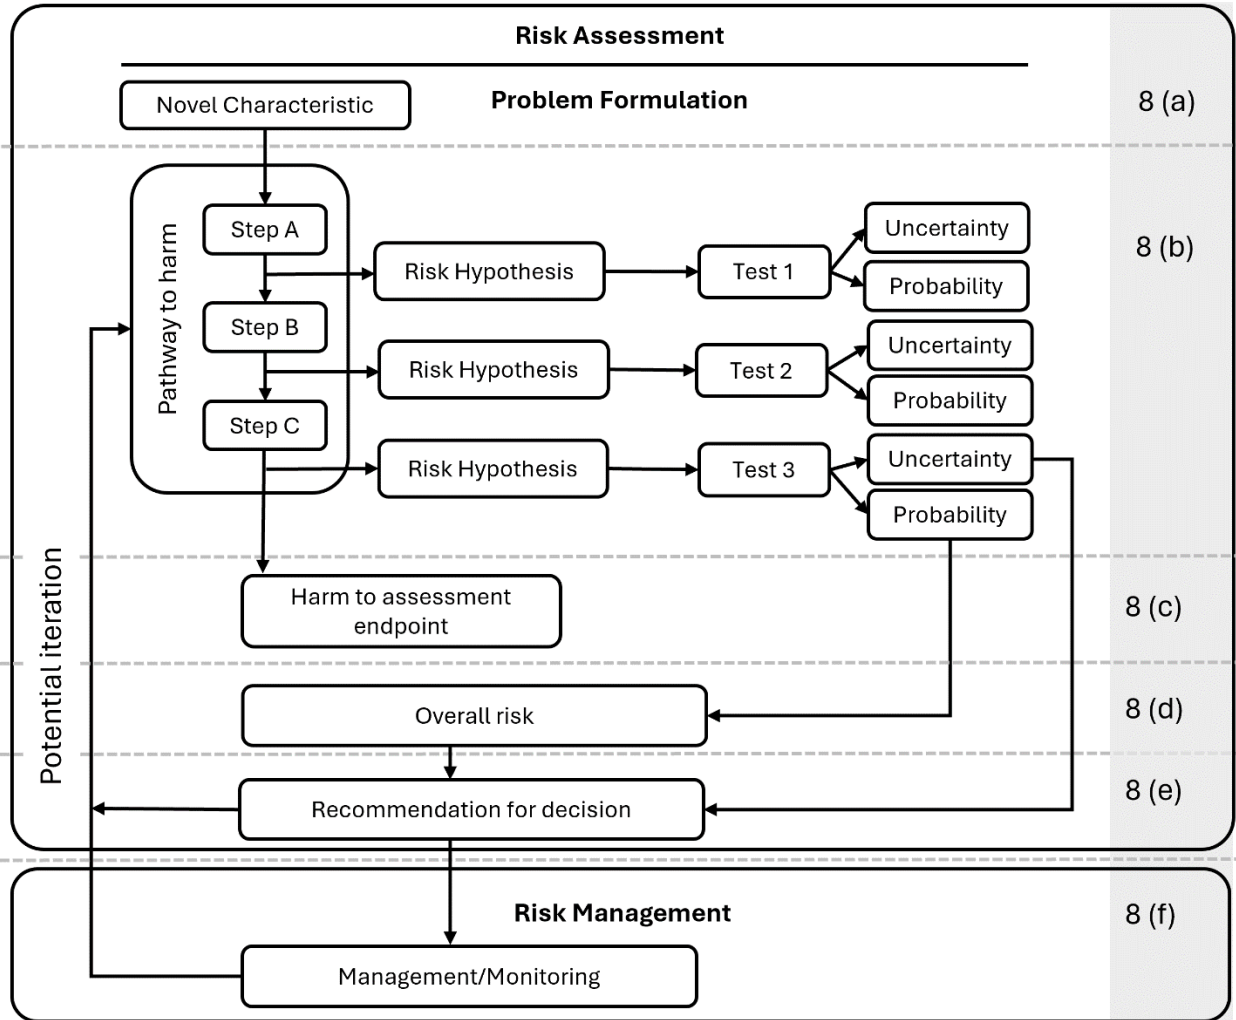 Risk Assessment
Novel Characteristic
Problem Formulation
8 (a)
Pathway to harm
Step A
Risk Hypothesis
Test 1
Uncertainty
Probability
8 (b)
Step B
Risk Hypothesis
Test 2
Uncertainty
Probability
Step C
Risk Hypothesis
Test 3
Uncertainty
Probability
Potential iteration
Harm to assessment
endpoint
8 (c)
Overall risk
8 (d)
Recommendation for decision
8 (e)
Risk Management
8 (f)
Management/Monitoring